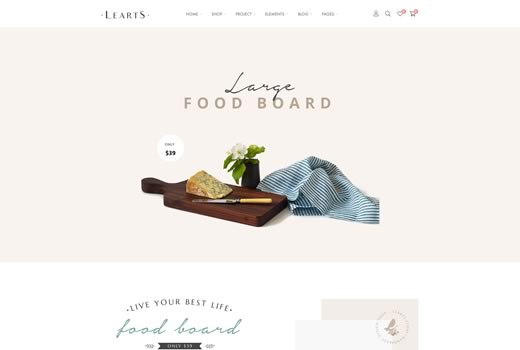 ·LEARTS·
HOME SHOP PROJECT ELEMENTS BLOG PAGES
Large
FOOD BOARD
ONLY
$39
·LIVE YOUR BEST LIFE·
food board
ONLY $39